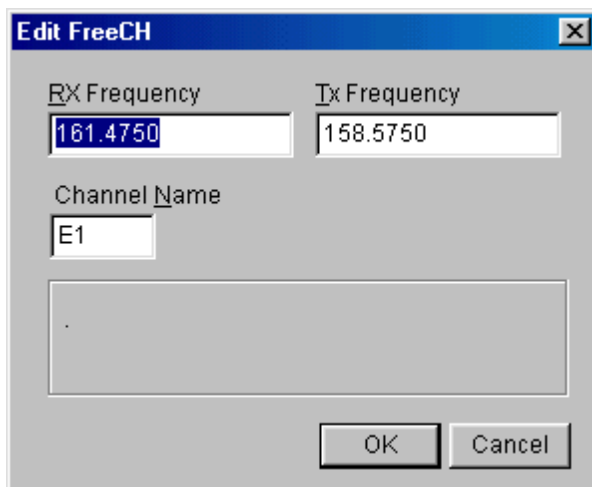 Edit FreeCH
RX Frequency Tx Frequency
161.4750 158.5750
Channel Name
E1
.
OK Cancel